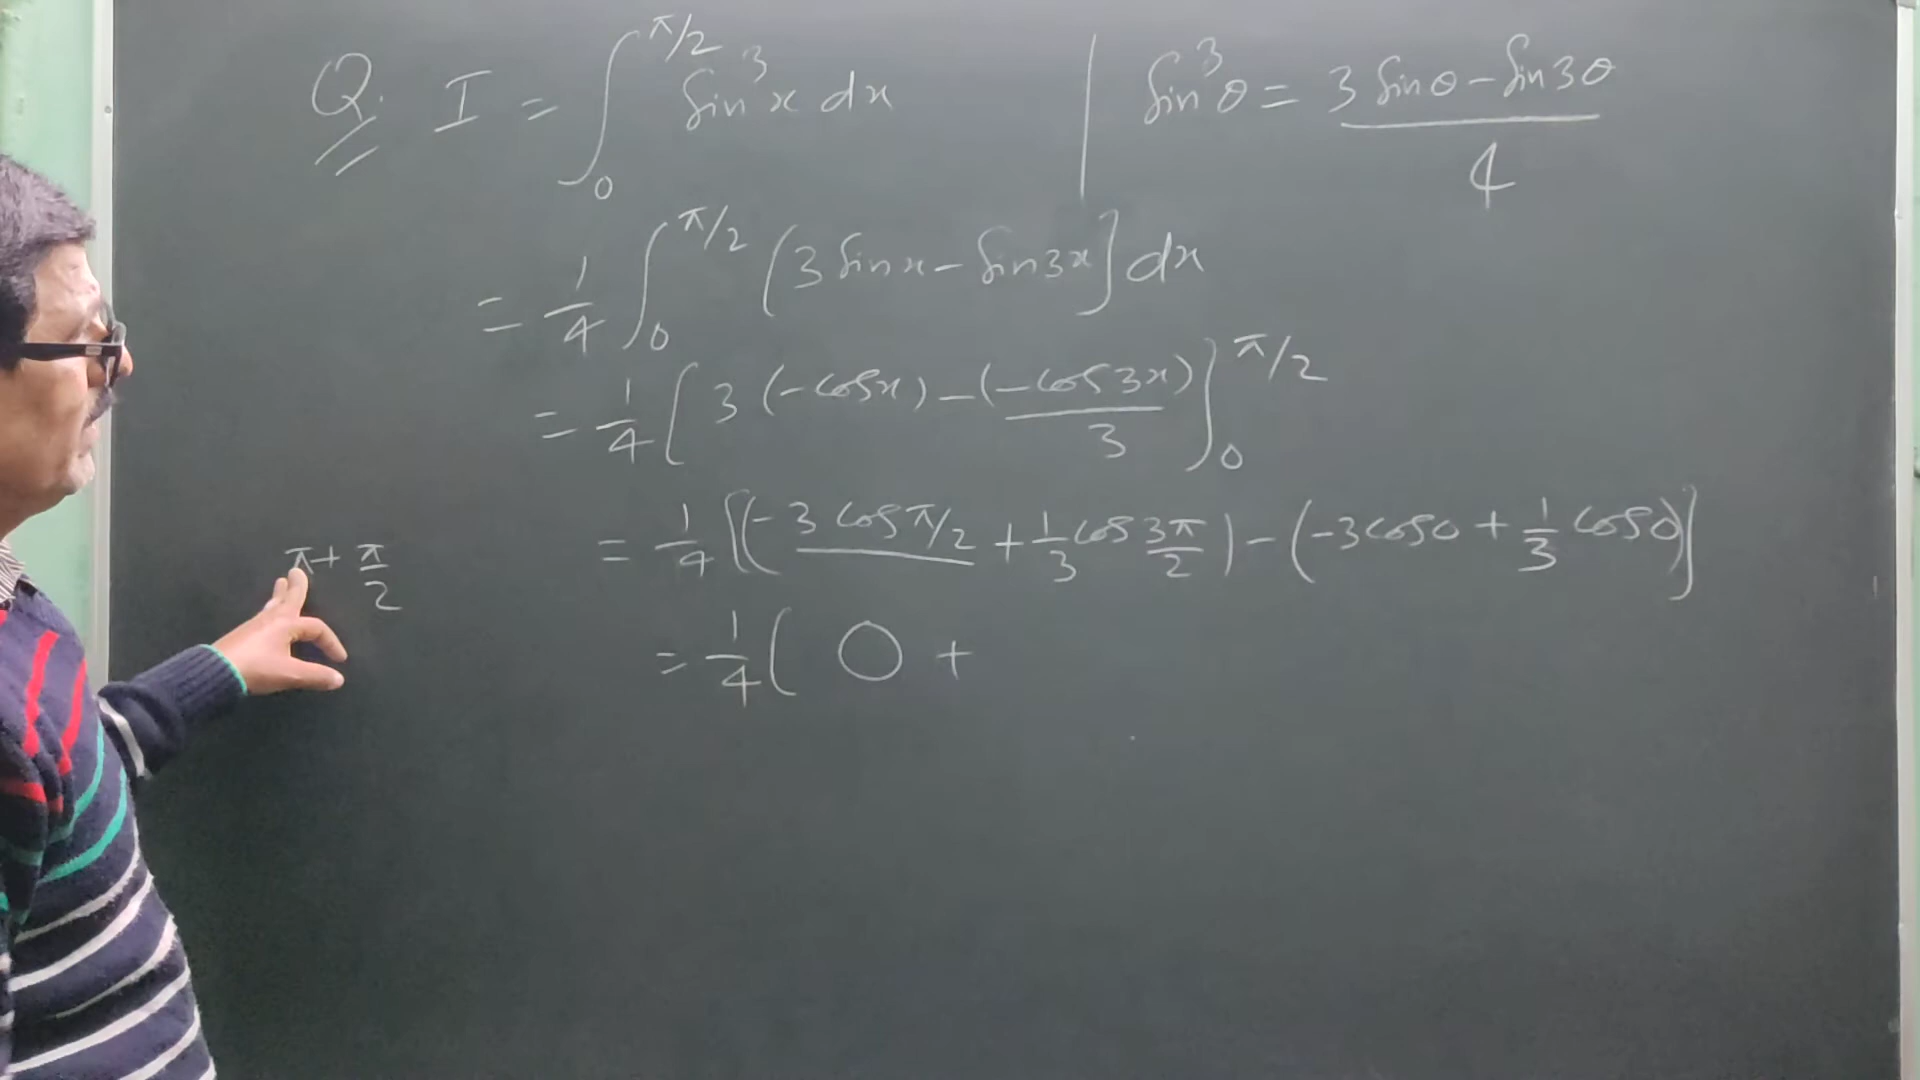 Q. I = ∫₀^π/2 sin³x dx | sin³θ = (3 sinθ - sin3θ)/4
= 1/4 ∫₀^π/2 (3 sinx - sin3x] dx
= 1/4 [3 (-cosx) - (-cos3x)/3]₀^π/2
= 1/4 [(-3 cos π/2 + 1/3 cos 3π/2) - (-3cos0 + 1/3 cos0)]
π + π/2
= 1/4 ( 0 +